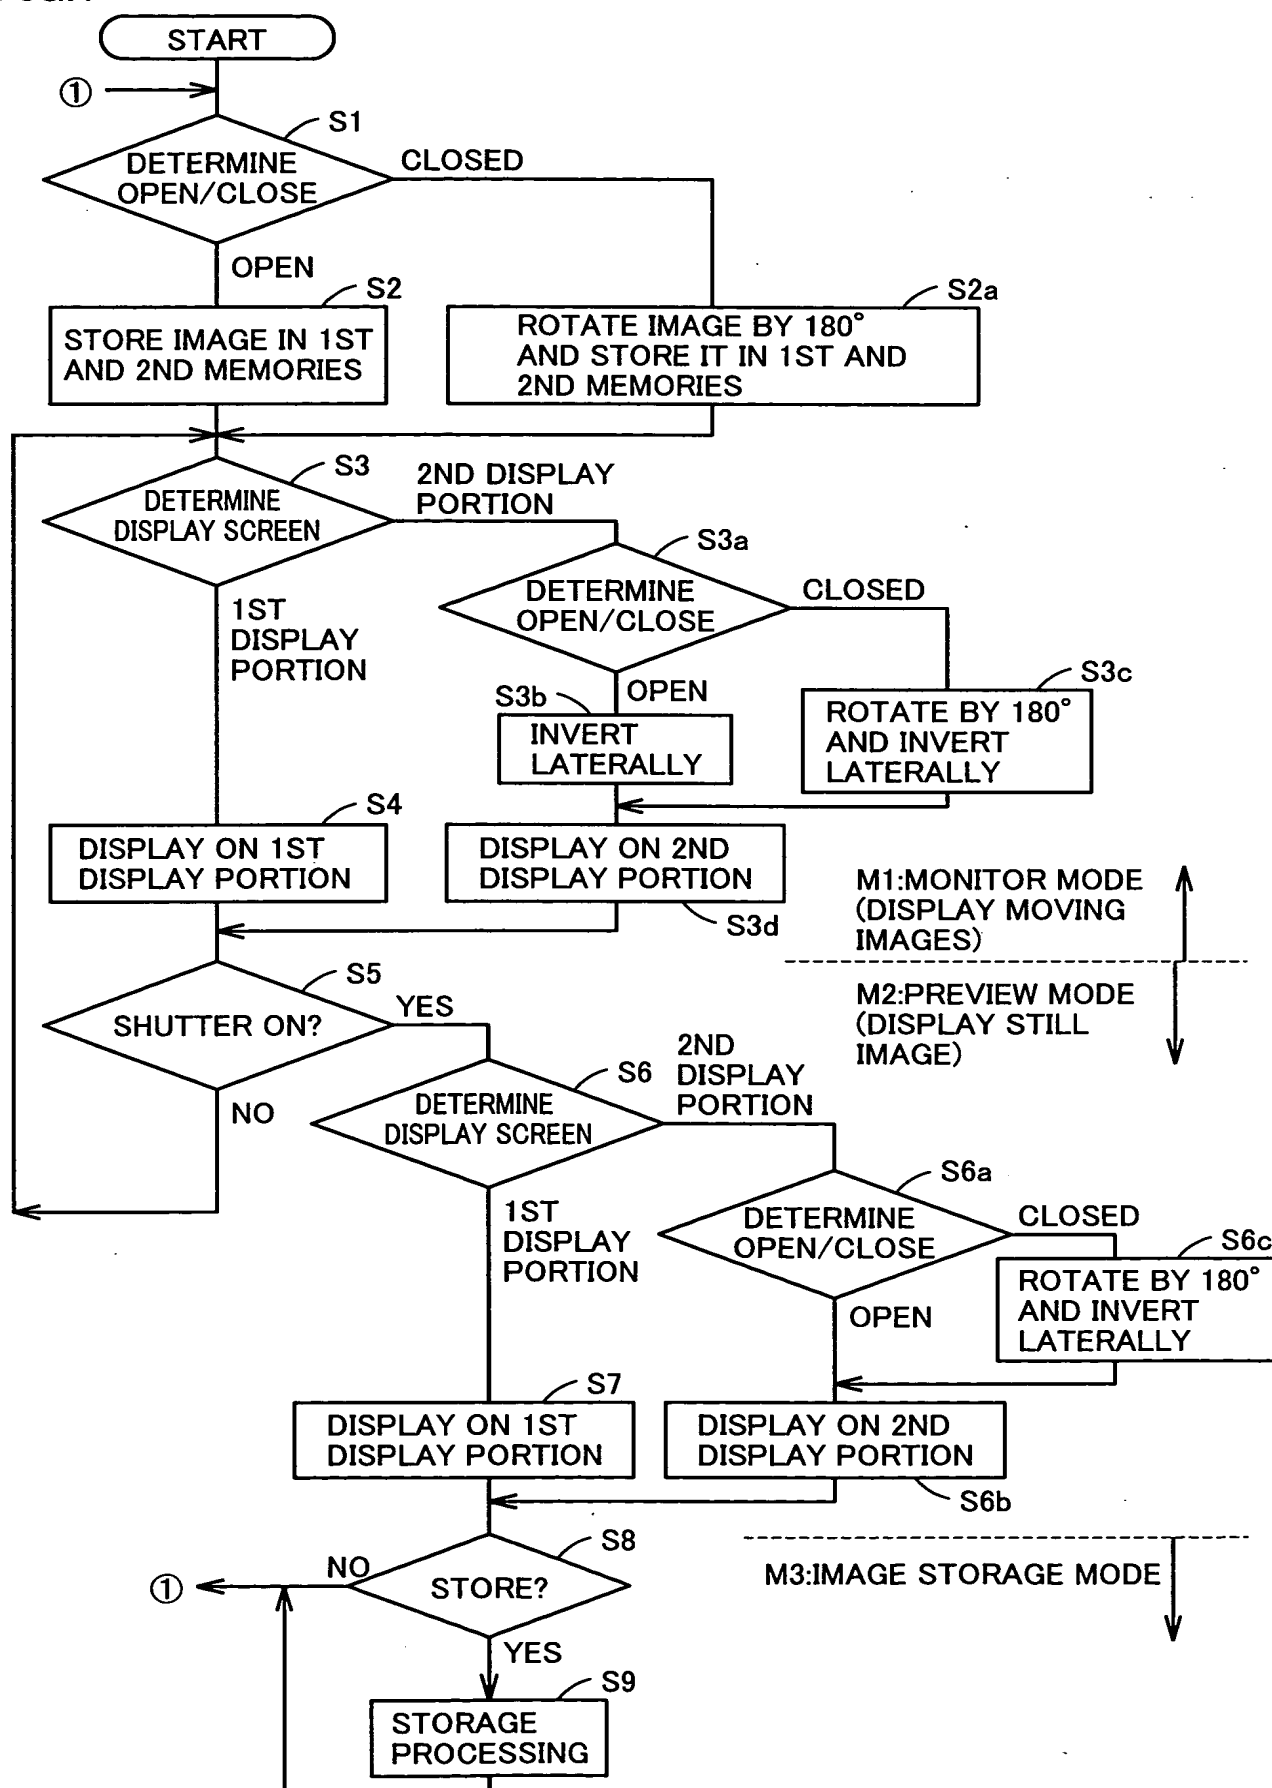 START
①
S1
DETERMINE
OPEN/CLOSE
CLOSED
OPEN
S2
STORE IMAGE IN 1ST
AND 2ND MEMORIES
S2a
ROTATE IMAGE BY 180°
AND STORE IT IN 1ST AND
2ND MEMORIES
S3
DETERMINE
DISPLAY SCREEN
2ND DISPLAY
PORTION
1ST
DISPLAY
PORTION
S3a
DETERMINE
OPEN/CLOSE
CLOSED
OPEN
S3b
INVERT
LATERALLY
S3c
ROTATE BY 180°
AND INVERT
LATERALLY
S4
DISPLAY ON 1ST
DISPLAY PORTION
DISPLAY ON 2ND
DISPLAY PORTION
S3d
M1:MONITOR MODE
(DISPLAY MOVING
IMAGES)
M2:PREVIEW MODE
(DISPLAY STILL
IMAGE)
S5
SHUTTER ON?
YES
NO
S6
DETERMINE
DISPLAY SCREEN
2ND
DISPLAY
PORTION
1ST
DISPLAY
PORTION
S6a
DETERMINE
OPEN/CLOSE
CLOSED
OPEN
S6c
ROTATE BY 180°
AND INVERT
LATERALLY
S7
DISPLAY ON 1ST
DISPLAY PORTION
DISPLAY ON 2ND
DISPLAY PORTION
S6b
S8
STORE?
NO
①
YES
M3:IMAGE STORAGE MODE
S9
STORAGE
PROCESSING